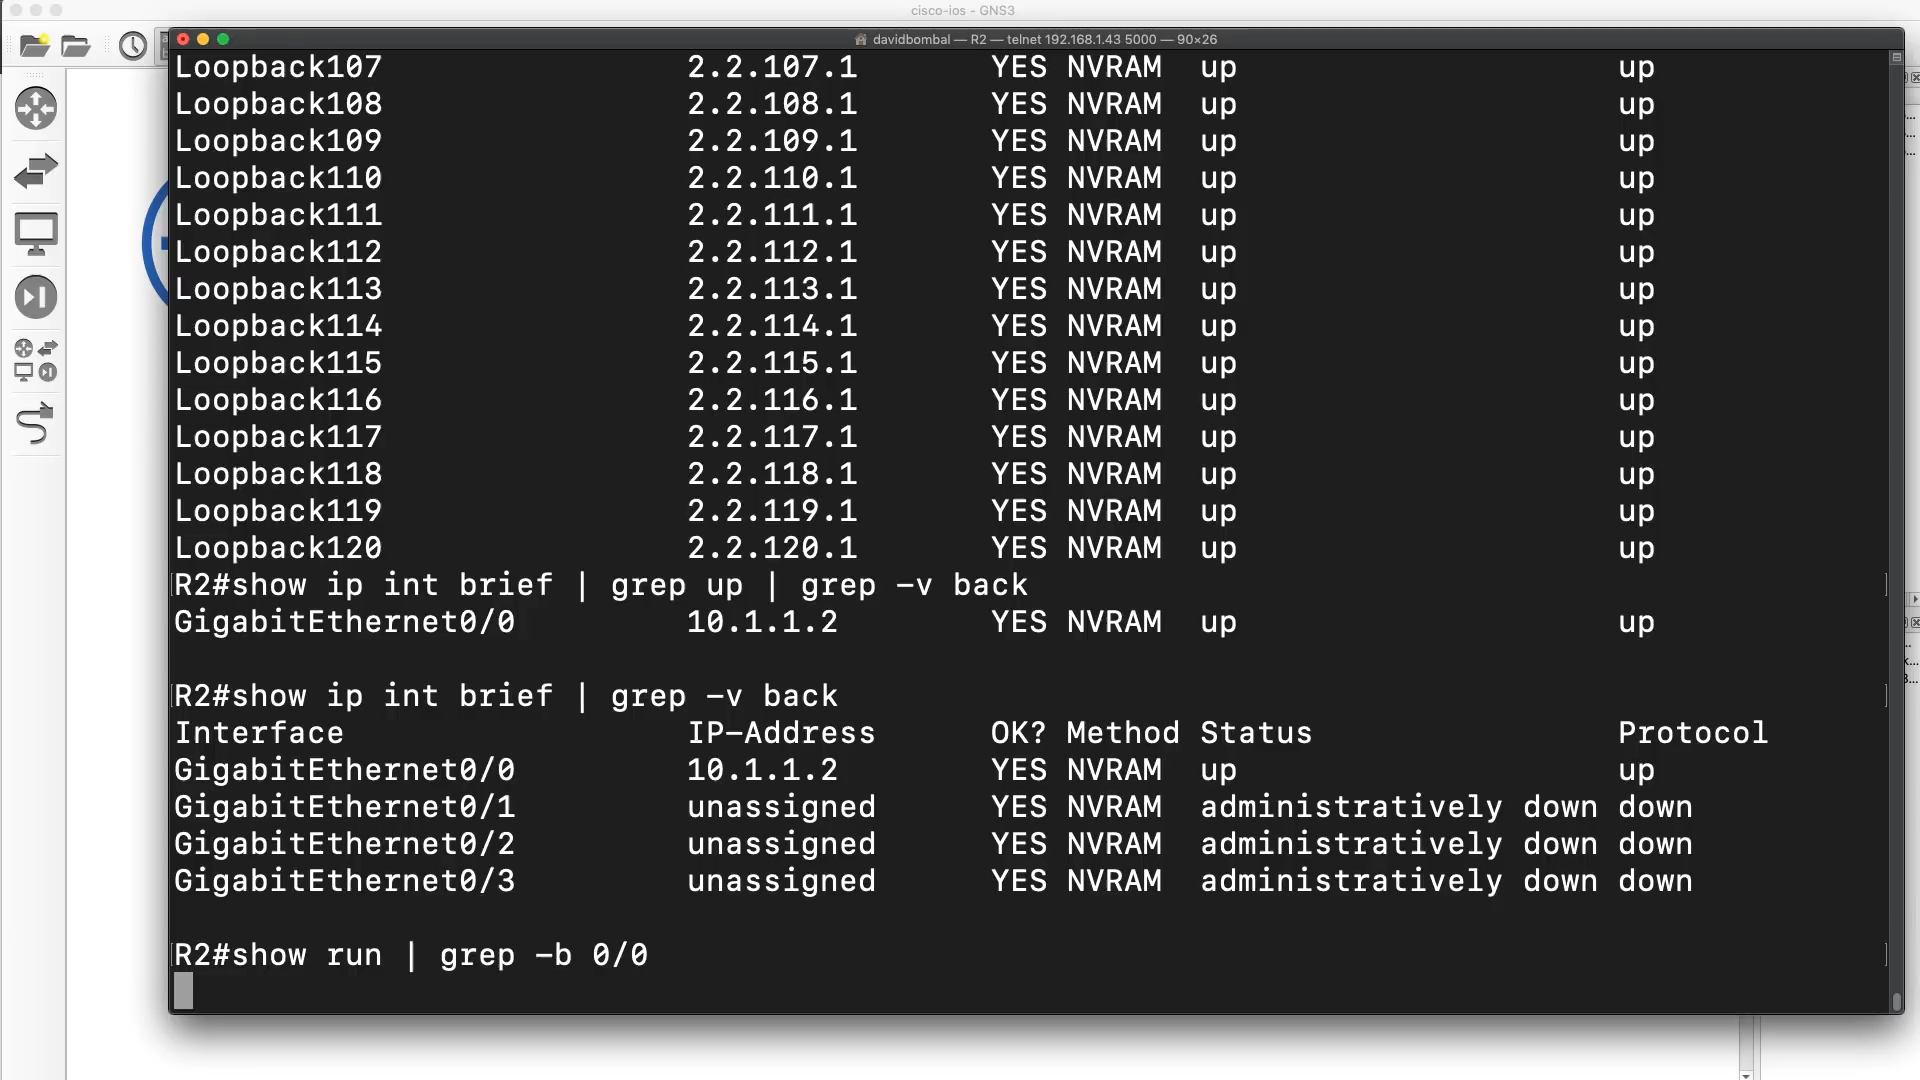 cisco-ios - GNS3
davidbombal — R2 — telnet 192.168.1.43 5000 — 90×26
Loopback107 2.2.107.1 YES NVRAM up up
Loopback108 2.2.108.1 YES NVRAM up up
Loopback109 2.2.109.1 YES NVRAM up up
Loopback110 2.2.110.1 YES NVRAM up up
Loopback111 2.2.111.1 YES NVRAM up up
Loopback112 2.2.112.1 YES NVRAM up up
Loopback113 2.2.113.1 YES NVRAM up up
Loopback114 2.2.114.1 YES NVRAM up up
Loopback115 2.2.115.1 YES NVRAM up up
Loopback116 2.2.116.1 YES NVRAM up up
Loopback117 2.2.117.1 YES NVRAM up up
Loopback118 2.2.118.1 YES NVRAM up up
Loopback119 2.2.119.1 YES NVRAM up up
Loopback120 2.2.120.1 YES NVRAM up up
R2#show ip int brief | grep up | grep -v back
GigabitEthernet0/0 10.1.1.2 YES NVRAM up up
R2#show ip int brief | grep -v back
Interface IP-Address OK? Method Status Protocol
GigabitEthernet0/0 10.1.1.2 YES NVRAM up up
GigabitEthernet0/1 unassigned YES NVRAM administratively down down
GigabitEthernet0/2 unassigned YES NVRAM administratively down down
GigabitEthernet0/3 unassigned YES NVRAM administratively down down
R2#show run | grep -b 0/0